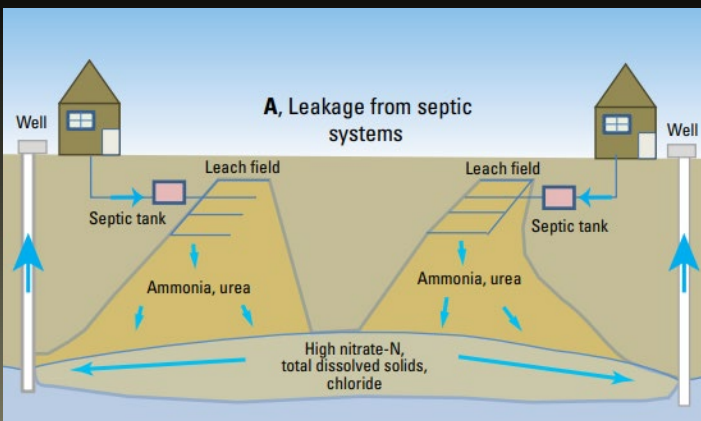 A, Leakage from septic
systems
Well
Well
Leach field
Leach field
Septic tank
Septic tank
Ammonia, urea
Ammonia, urea
High nitrate-N,
total dissolved solids,
chloride